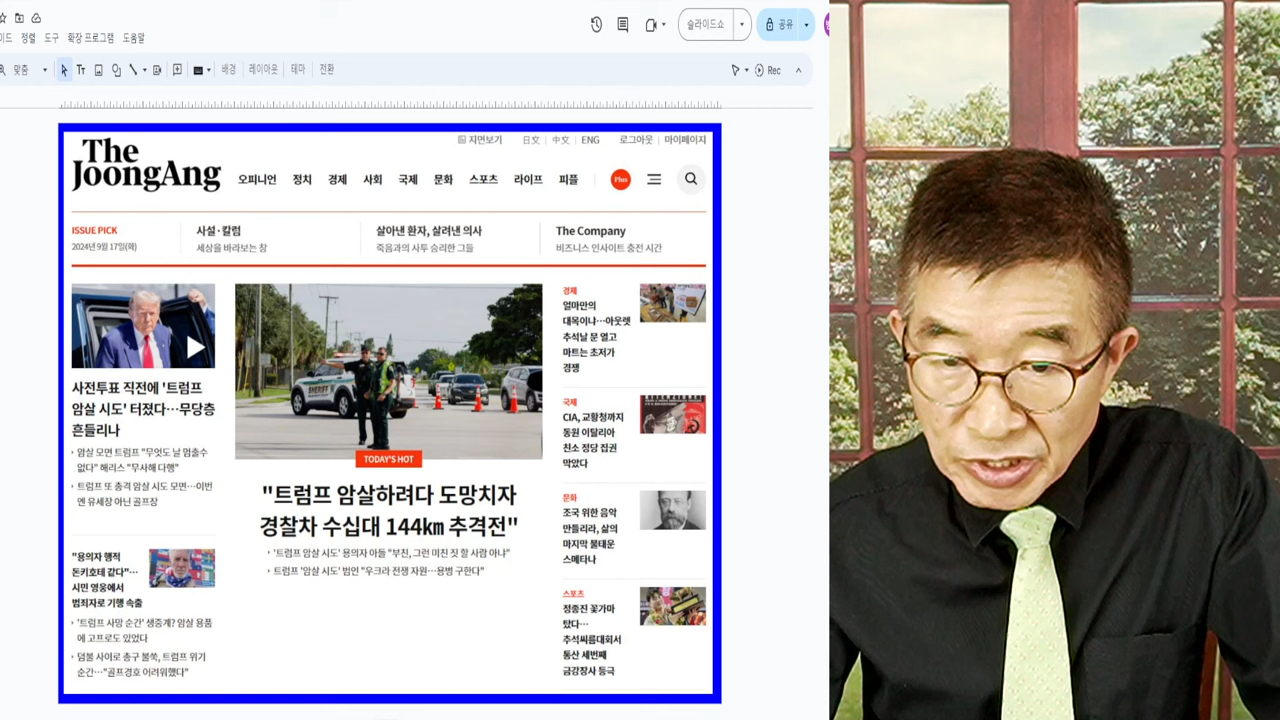 이드 정렬 도구 확장 프로그램 도움말
슬라이드쇼
공유
맞춤
배경 레이아웃 테마 전환
Rec
The
JoongAng
지면보기 日文 中文 ENG 로그아웃 마이페이지
오피니언 정치 경제 사회 국제 문화 스포츠 라이프 피플
Plus
ISSUE PICK
2024년 9월 17일(화)
사설·칼럼
세상을 바라보는 창
살아낸 환자, 살려낸 의사
죽음과의 사투 승리한 그들
The Company
비즈니스 인사이트 충전 시간
사전투표 직전에 '트럼프
암살 시도' 터졌다…무당층
흔들리나
암살 모면 트럼프 "무엇도 날 멈출수
없다" 해리스 "무사해 다행"
트럼프 또 총격 암살 시도 모면…이번
엔 유세장 아닌 골프장
"용의자 행적
돈키호테 같다"…
시민 영웅에서
범죄자로 기행 속출
'트럼프 사망 순간' 생중계? 암살 용품
에 고프로도 있었다
덤불 사이로 총구 불쑥, 트럼프 위기
순간…"골프경호 어려워했다"
SHERIFF
TODAY'S HOT
"트럼프 암살하려다 도망치자
경찰차 수십대 144㎞ 추격전"
'트럼프 암살 시도' 용의자 아들 "부친, 그런 미친 짓 할 사람 아냐"
트럼프 '암살 시도' 범인 "우크라 전쟁 자원…용병 구한다"
경제
얼마만의
대목이냐…아웃렛
추석날 문 열고
마트는 초저가
경쟁
국제
CIA, 교황청까지
동원 이탈리아
친소 정당 집권
막았다
문화
조국 위한 음악
만들리라, 삶의
마지막 불태운
스메타나
스포츠
정종진 꽃가마
탔다…
추석씨름대회서
통산 세번째
금강장사 등극